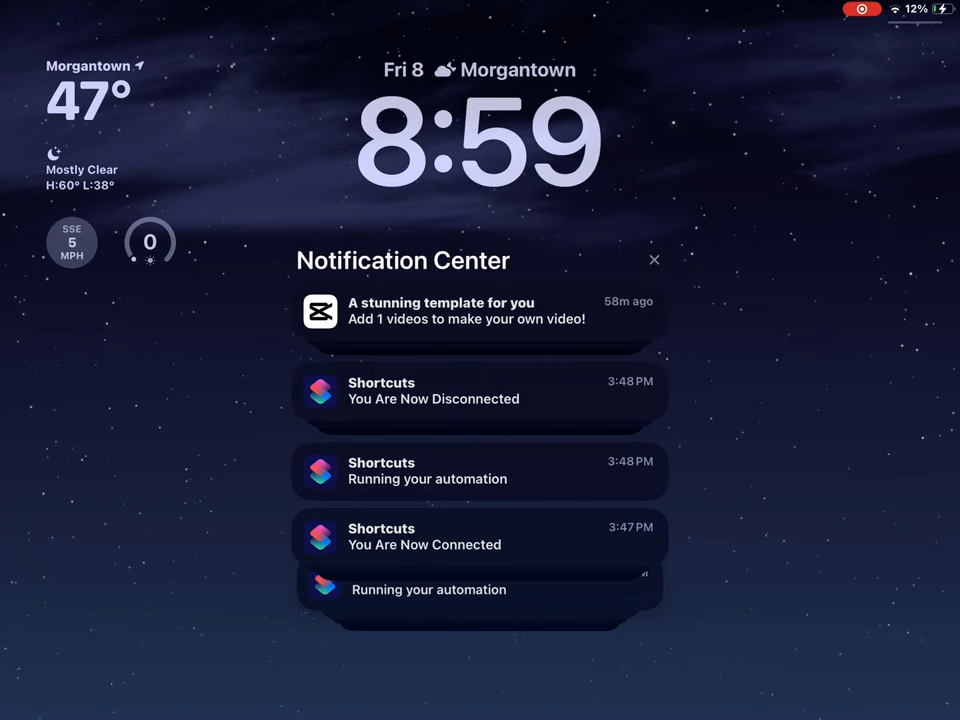 12%
Morgantown
47°
Mostly Clear
H:60° L:38°
SSE
5
MPH
0
Fri 8 Morgantown
8:59
Notification Center
A stunning template for you 58m ago
Add 1 videos to make your own video!
Shortcuts 3:48 PM
You Are Now Disconnected
Shortcuts 3:48 PM
Running your automation
Shortcuts 3:47 PM
You Are Now Connected
Running your automation